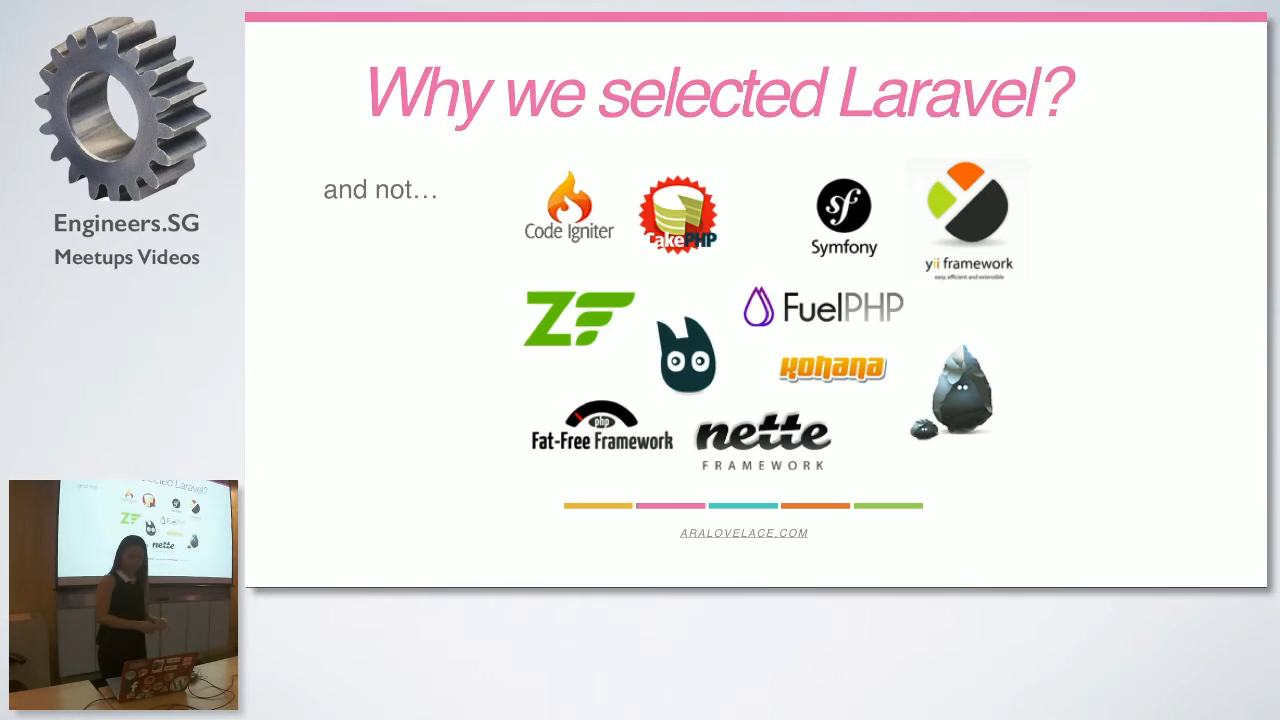 Engineers.SG
Meetups Videos
Why we selected Laravel?
and not...
Code Igniter
CakePHP
sf
Symfony
yii framework
easy, efficient and extensible
ZF
FuelPHP
kohana
php
Fat-Free Framework
nette
FRAMEWORK
ARALOVELACE.COM